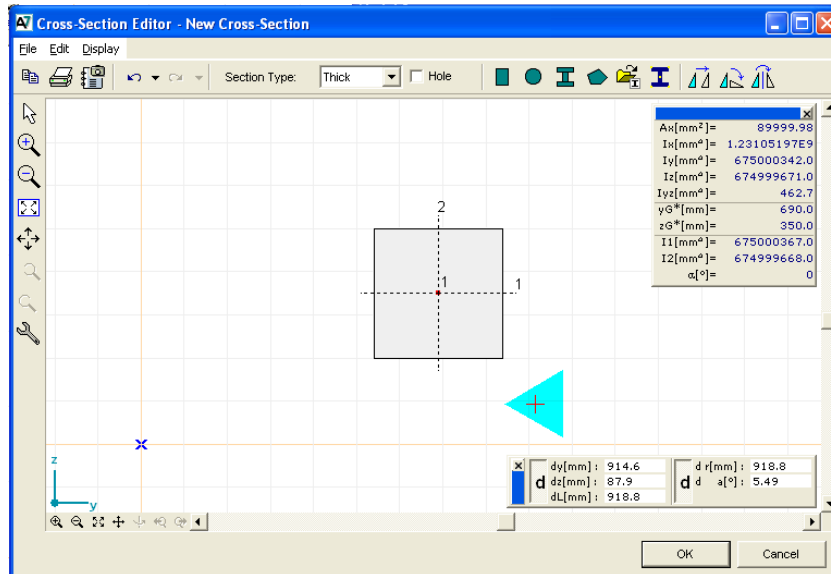 Cross-Section Editor - New Cross-Section
File Edit Display
Section Type: Thick Hole
Ax[mm²]= 89999.98
Ix[mm⁴]= 1.23105197E9
Iy[mm⁴]= 675000342.0
Iz[mm⁴]= 674999671.0
Iyz[mm⁴]= 462.7
yG*[mm]= 690.0
zG*[mm]= 350.0
I1[mm⁴]= 675000367.0
I2[mm⁴]= 674999668.0
α[°]= 0
2
1
1
z
y
dy[mm]: 914.6 d r[mm]: 918.8
d dz[mm]: 87.9 d d a[°]: 5.49
dL[mm]: 918.8
OK Cancel